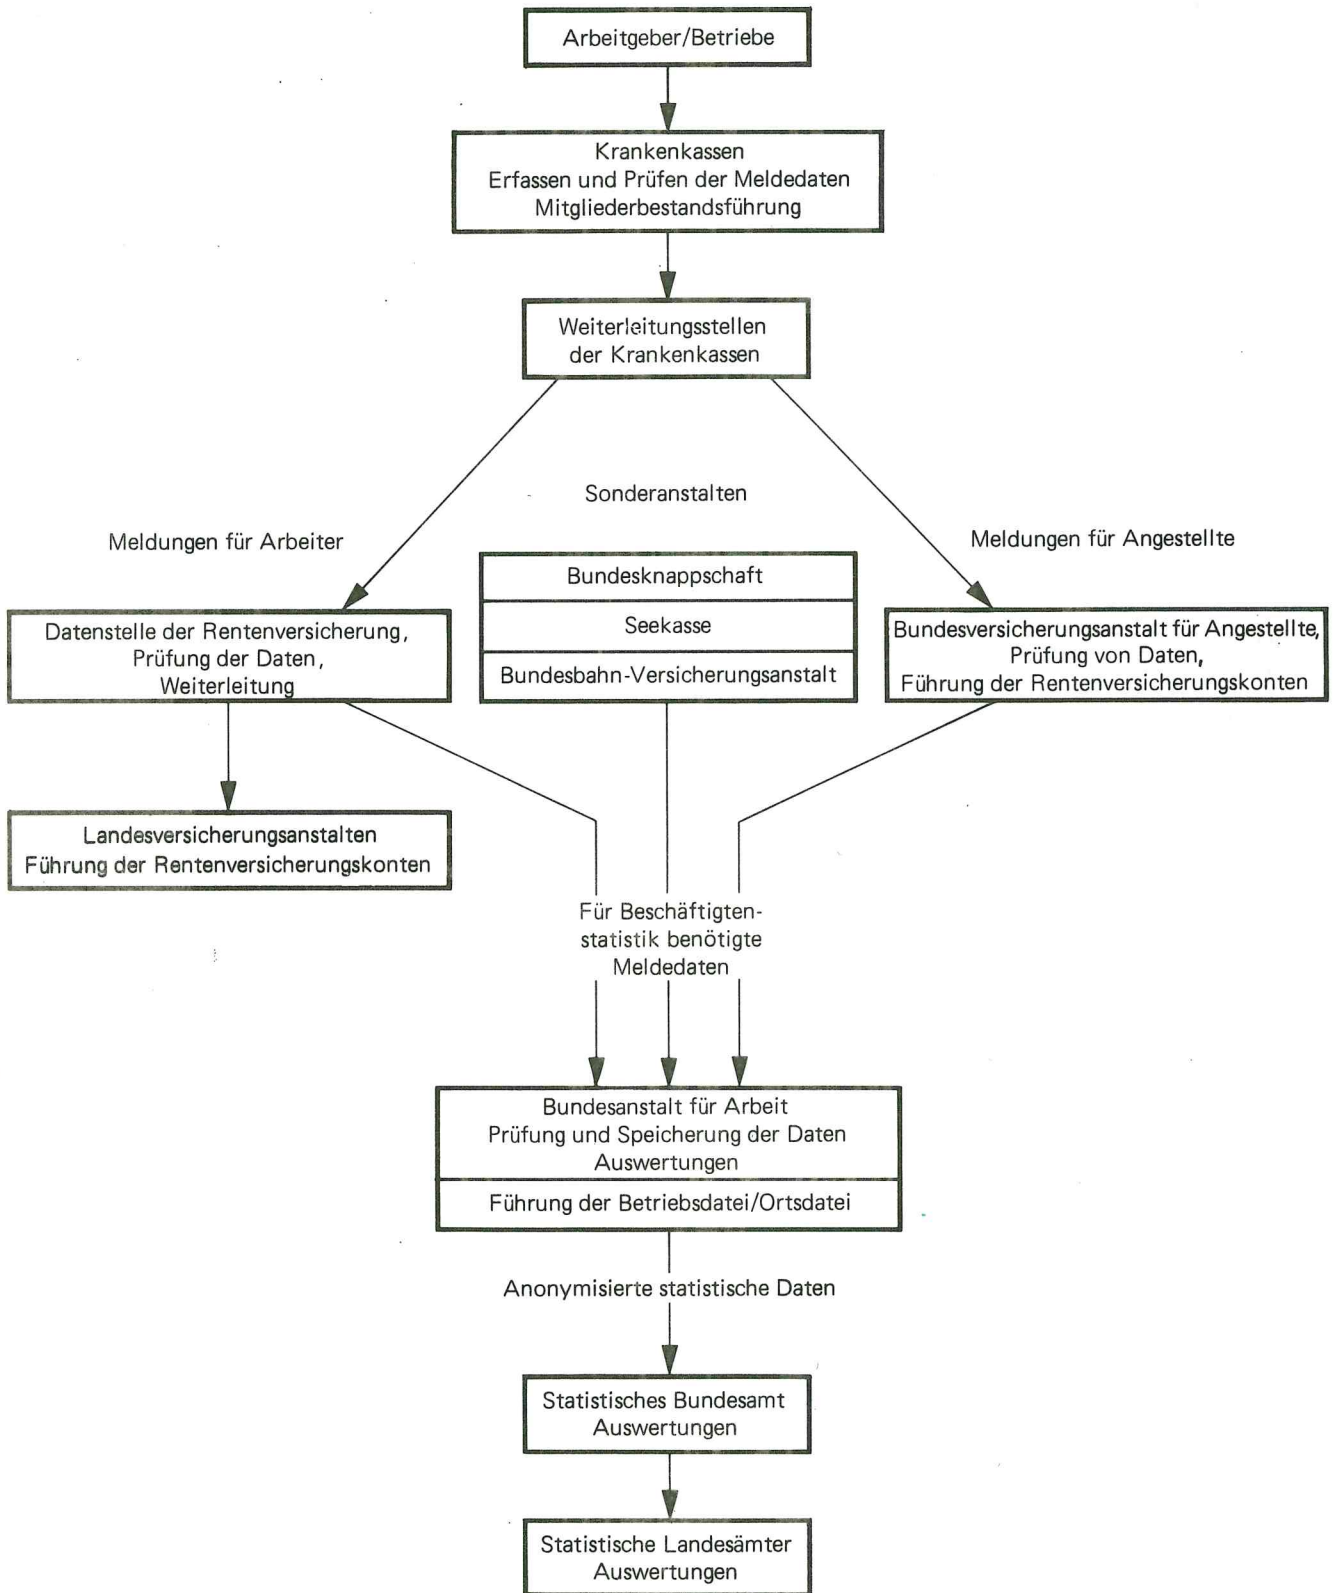 Arbeitgeber/Betriebe
Krankenkassen
Erfassen und Prüfen der Meldedaten
Mitgliederbestandsführung
Weiterleitungsstellen
der Krankenkassen
Sonderanstalten
Meldungen für Arbeiter
Meldungen für Angestellte
Bundesknappschaft
Seekasse
Bundesbahn-Versicherungsanstalt
Datenstelle der Rentenversicherung,
Prüfung der Daten,
Weiterleitung
Bundesversicherungsanstalt für Angestellte,
Prüfung von Daten,
Führung der Rentenversicherungskonten
Landesversicherungsanstalten
Führung der Rentenversicherungskonten
Für Beschäftigten-
statistik benötigte
Meldedaten
Bundesanstalt für Arbeit
Prüfung und Speicherung der Daten
Auswertungen
Führung der Betriebsdatei/Ortsdatei
Anonymisierte statistische Daten
Statistisches Bundesamt
Auswertungen
Statistische Landesämter
Auswertungen